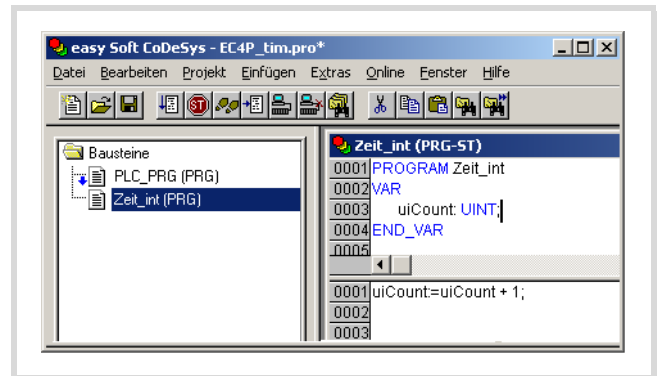 easy Soft CoDeSys - EC4P_tim.pro*
Datei Bearbeiten Projekt Einfügen Extras Online Fenster Hilfe
Bausteine
PLC_PRG (PRG)
Zeit_int (PRG)
Zeit_int (PRG-ST)
0001 PROGRAM Zeit_int
0002 VAR
0003 uiCount: UINT;
0004 END_VAR
0005
0001 uiCount:=uiCount + 1;
0002
0003